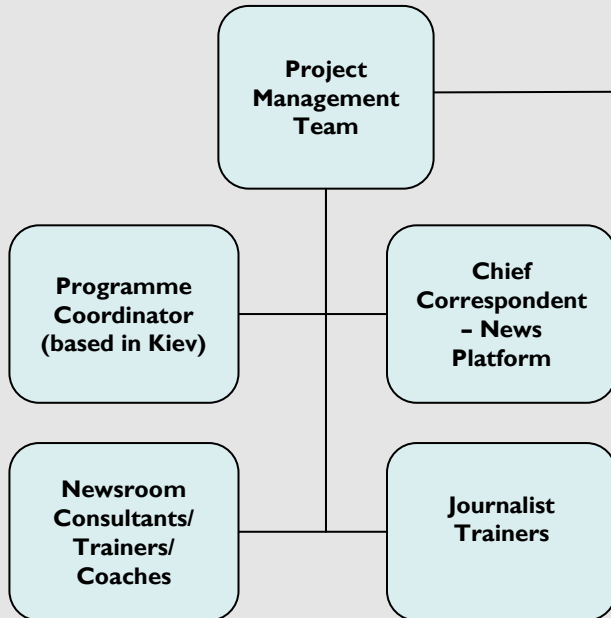 Project
Management
Team
Programme
Coordinator
(based in Kiev)
Chief
Correspondent
– News
Platform
Newsroom
Consultants/
Trainers/
Coaches
Journalist
Trainers